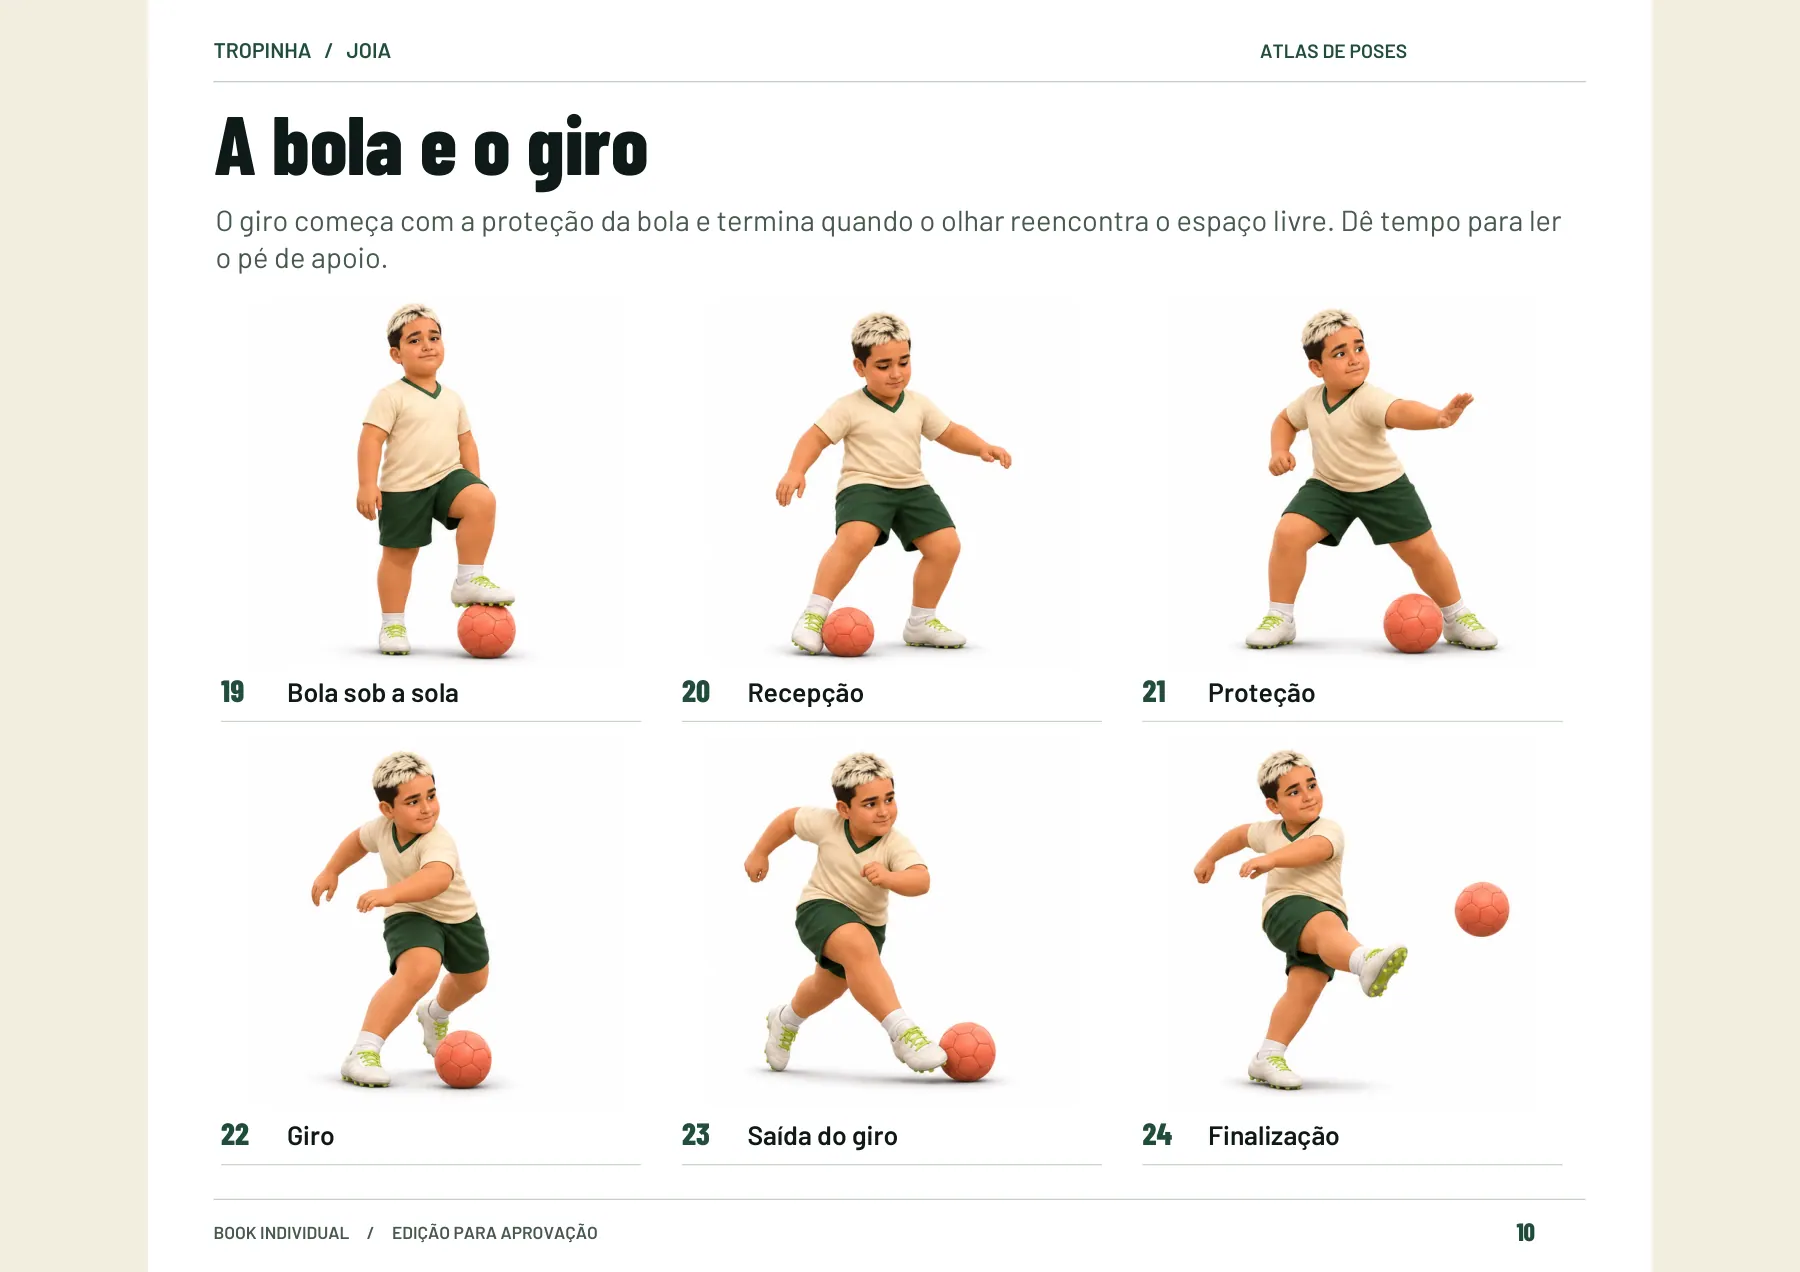 TROPINHA / JOIA
ATLAS DE POSES
A bola e o giro
O giro começa com a proteção da bola e termina quando o olhar reencontra o espaço livre. Dê tempo para ler
o pé de apoio.
19 Bola sob a sola
20 Recepção
21 Proteção
22 Giro
23 Saída do giro
24 Finalização
BOOK INDIVIDUAL / EDIÇÃO PARA APROVAÇÃO
10